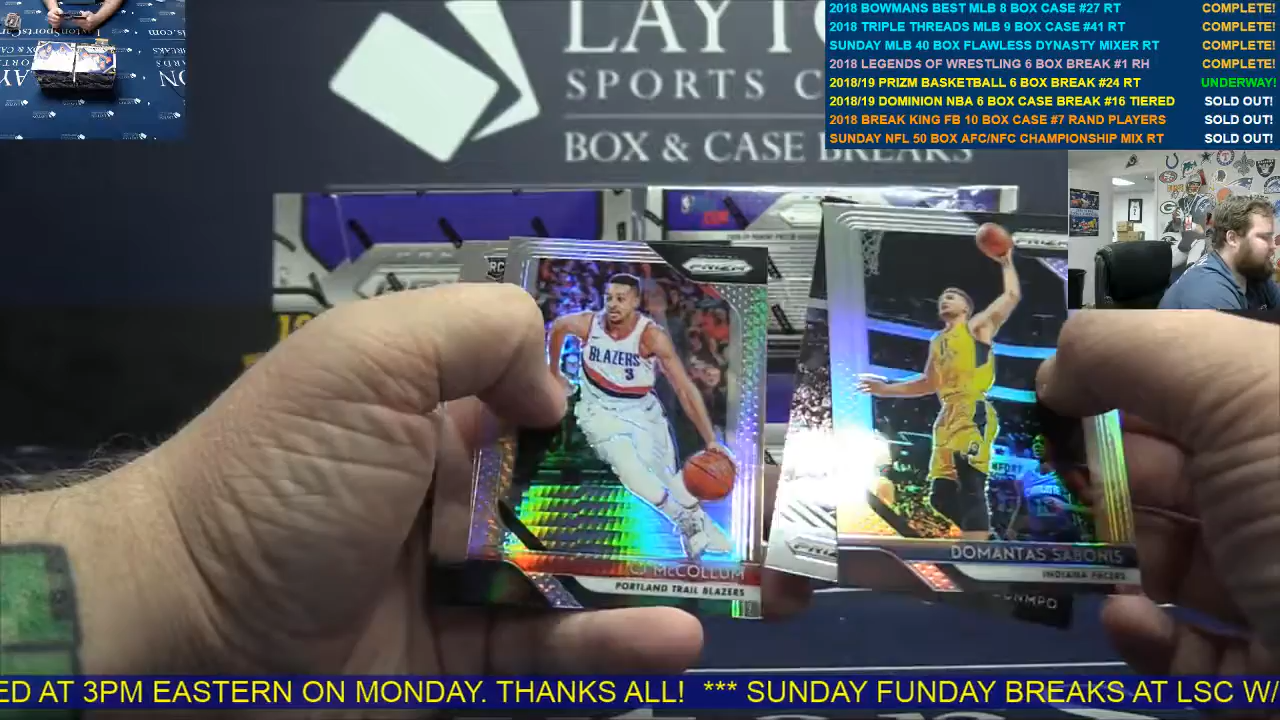 LAYTO
SPORTS C
BOX & CASE BREAKS
2018 BOWMANS BEST MLB 8 BOX CASE #27 RT COMPLETE!
2018 TRIPLE THREADS MLB 9 BOX CASE #41 RT COMPLETE!
SUNDAY MLB 40 BOX FLAWLESS DYNASTY MIXER RT COMPLETE!
2018 LEGENDS OF WRESTLING 6 BOX BREAK #1 RH COMPLETE!
2018/19 PRIZM BASKETBALL 6 BOX BREAK #24 RT UNDERWAY!
2018/19 DOMINION NBA 6 BOX CASE BREAK #16 TIERED SOLD OUT!
2018 BREAK KING FB 10 BOX CASE #7 RAND PLAYERS SOLD OUT!
SUNDAY NFL 50 BOX AFC/NFC CHAMPIONSHIP MIX RT SOLD OUT!
RC
PRIZM
BLAZERS
3
CJ McCOLLUM
PORTLAND TRAIL BLAZERS
DOMANTAS SABONIS
INDIANA PACERS
ED AT 3PM EASTERN ON MONDAY. THANKS ALL! *** SUNDAY FUNDAY BREAKS AT LSC W/